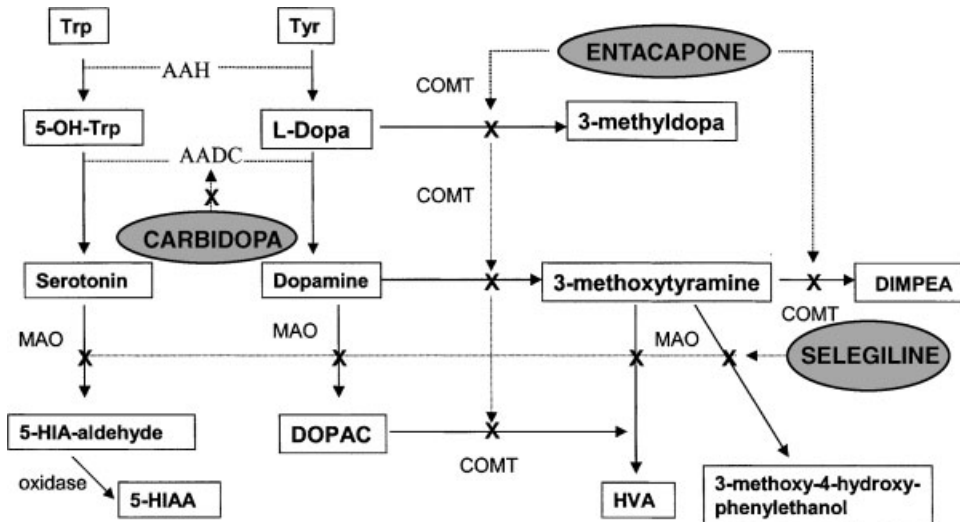 Trp
Tyr
ENTACAPONE
AAH
COMT
5-OH-Trp
L-Dopa
X
3-methyldopa
AADC
X
COMT
CARBIDOPA
Serotonin
Dopamine
X
3-methoxytyramine
X
DIMPEA
COMT
MAO
X
MAO
X
X
MAO
X
SELEGILINE
5-HIA-aldehyde
DOPAC
X
COMT
oxidase
5-HIAA
HVA
3-methoxy-4-hydroxy-
phenylethanol